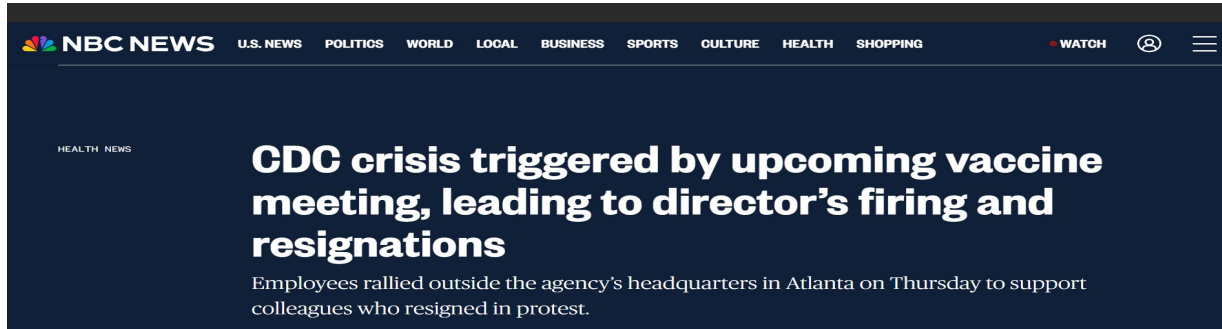 NBC NEWS U.S. NEWS POLITICS WORLD LOCAL BUSINESS SPORTS CULTURE HEALTH SHOPPING WATCH
HEALTH NEWS
CDC crisis triggered by upcoming vaccine
meeting, leading to director’s firing and
resignations
Employees rallied outside the agency’s headquarters in Atlanta on Thursday to support
colleagues who resigned in protest.